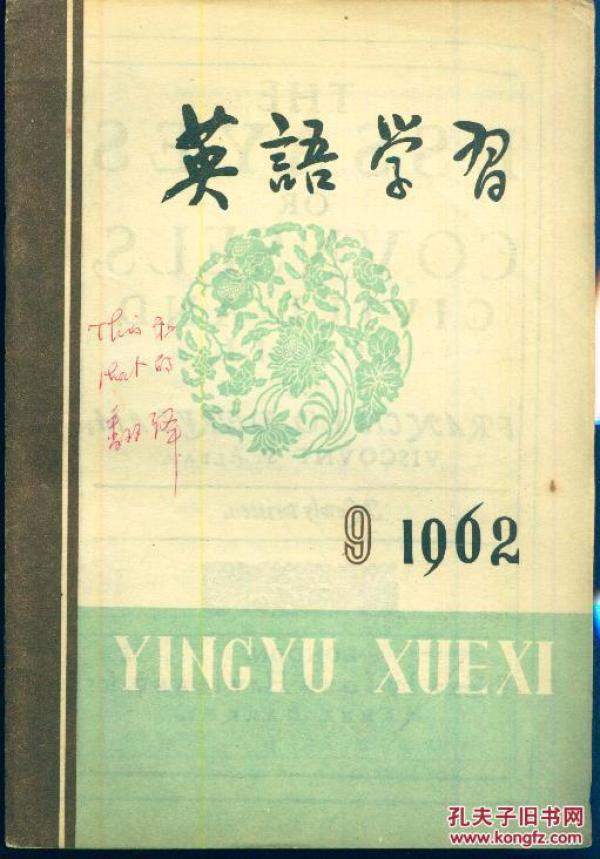 英語学習
This 和
that 的
翻译
9 1962
YINGYU XUEXI
孔夫子旧书网
www.kongfz.com